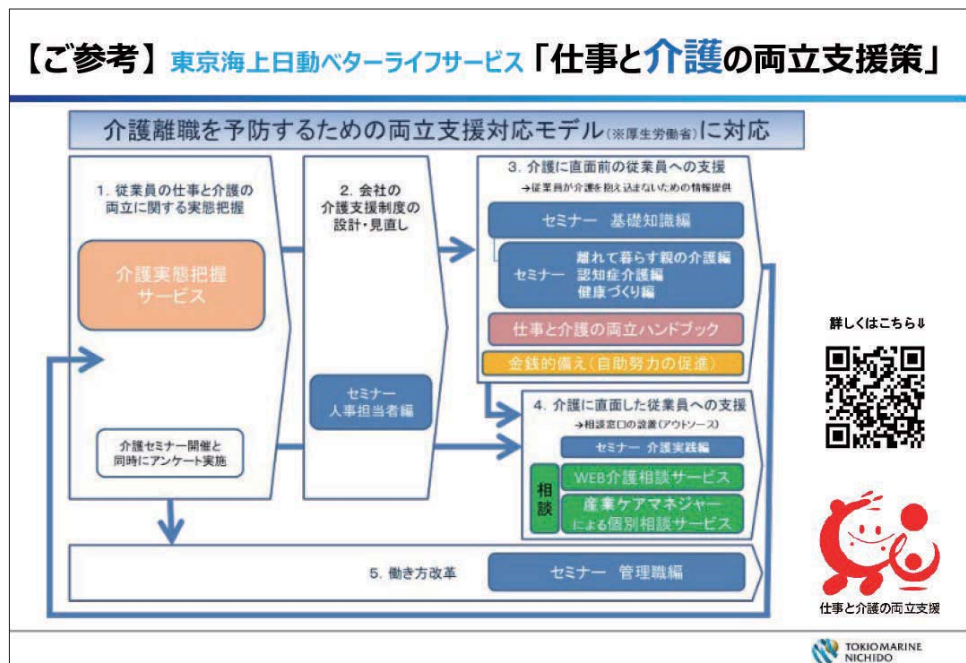 【ご参考】東京海上日動ベターライフサービス「仕事と介護の両立支援策」
介護離職を予防するための両立支援対応モデル(※厚生労働省)に対応
1. 従業員の仕事と介護の
両立に関する実態把握
介護実態把握
サービス
介護セミナー開催と
同時にアンケート実施
2. 会社の
介護支援制度の
設計・見直し
セミナー
人事担当者編
3. 介護に直面前の従業員への支援
→従業員が介護を抱え込まないための情報提供
セミナー 基礎知識編
離れて暮らす親の介護編
セミナー 認知症介護編
健康づくり編
仕事と介護の両立ハンドブック
金銭的備え(自助努力の促進)
4. 介護に直面した従業員への支援
→相談窓口の設置(アウトソース)
セミナー 介護実践編
相談
WEB介護相談サービス
産業ケアマネジャー
による個別相談サービス
5. 働き方改革
セミナー 管理職編
詳しくはこちら⇓
仕事と介護の両立支援
TOKIO MARINE
NICHIDO